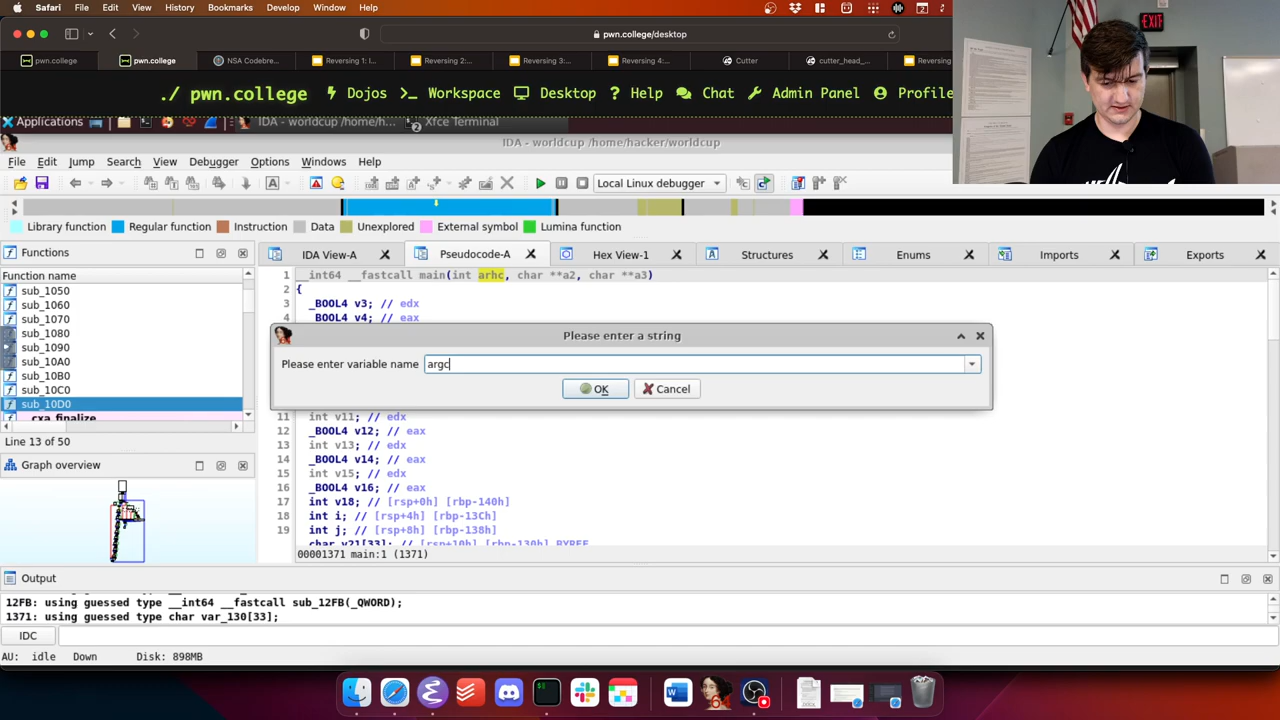 Safari File Edit View History Bookmarks Develop Window Help
pwn.college/desktop
EXIT
pwn.college
pwn.college
NSA Codebre...
Reversing 1: I...
Reversing 2:...
Reversing 3:...
Reversing 4:...
Cutter
cutter_head_...
Reversing
./ pwn.college Dojos Workspace Desktop Help Chat Admin Panel Profile
Applications IDA - worldcup /home/h... 2 Xfce Terminal
IDA - worldcup /home/hacker/worldcup
File Edit Jump Search View Debugger Options Windows Help
Local Linux debugger
Library function Regular function Instruction Data Unexplored External symbol Lumina function
Functions
IDA View-A Pseudocode-A Hex View-1 Structures Enums Imports Exports
Function name
sub_1050
sub_1060
sub_1070
sub_1080
sub_1090
sub_10A0
sub_10B0
sub_10C0
sub_10D0
__cxa_finalize
Line 13 of 50
1 __int64 __fastcall main(int arhc, char **a2, char **a3)
2 {
3 _BOOL4 v3; // edx
4 _BOOL4 v4; // eax
Please enter a string
Please enter variable name argc
OK Cancel
11 int v11; // edx
12 _BOOL4 v12; // eax
13 int v13; // edx
14 _BOOL4 v14; // eax
15 int v15; // edx
16 _BOOL4 v16; // eax
17 int v18; // [rsp+0h] [rbp-140h]
18 int i; // [rsp+4h] [rbp-13Ch]
19 int j; // [rsp+8h] [rbp-138h]
char v21[33]; // [rsp+10h] [rbp-130h] BYREF
00001371 main:1 (1371)
Graph overview
Output
12FB: using guessed type __int64 __fastcall sub_12FB(_QWORD);
1371: using guessed type char var_130[33];
IDC
AU: idle Down Disk: 898MB